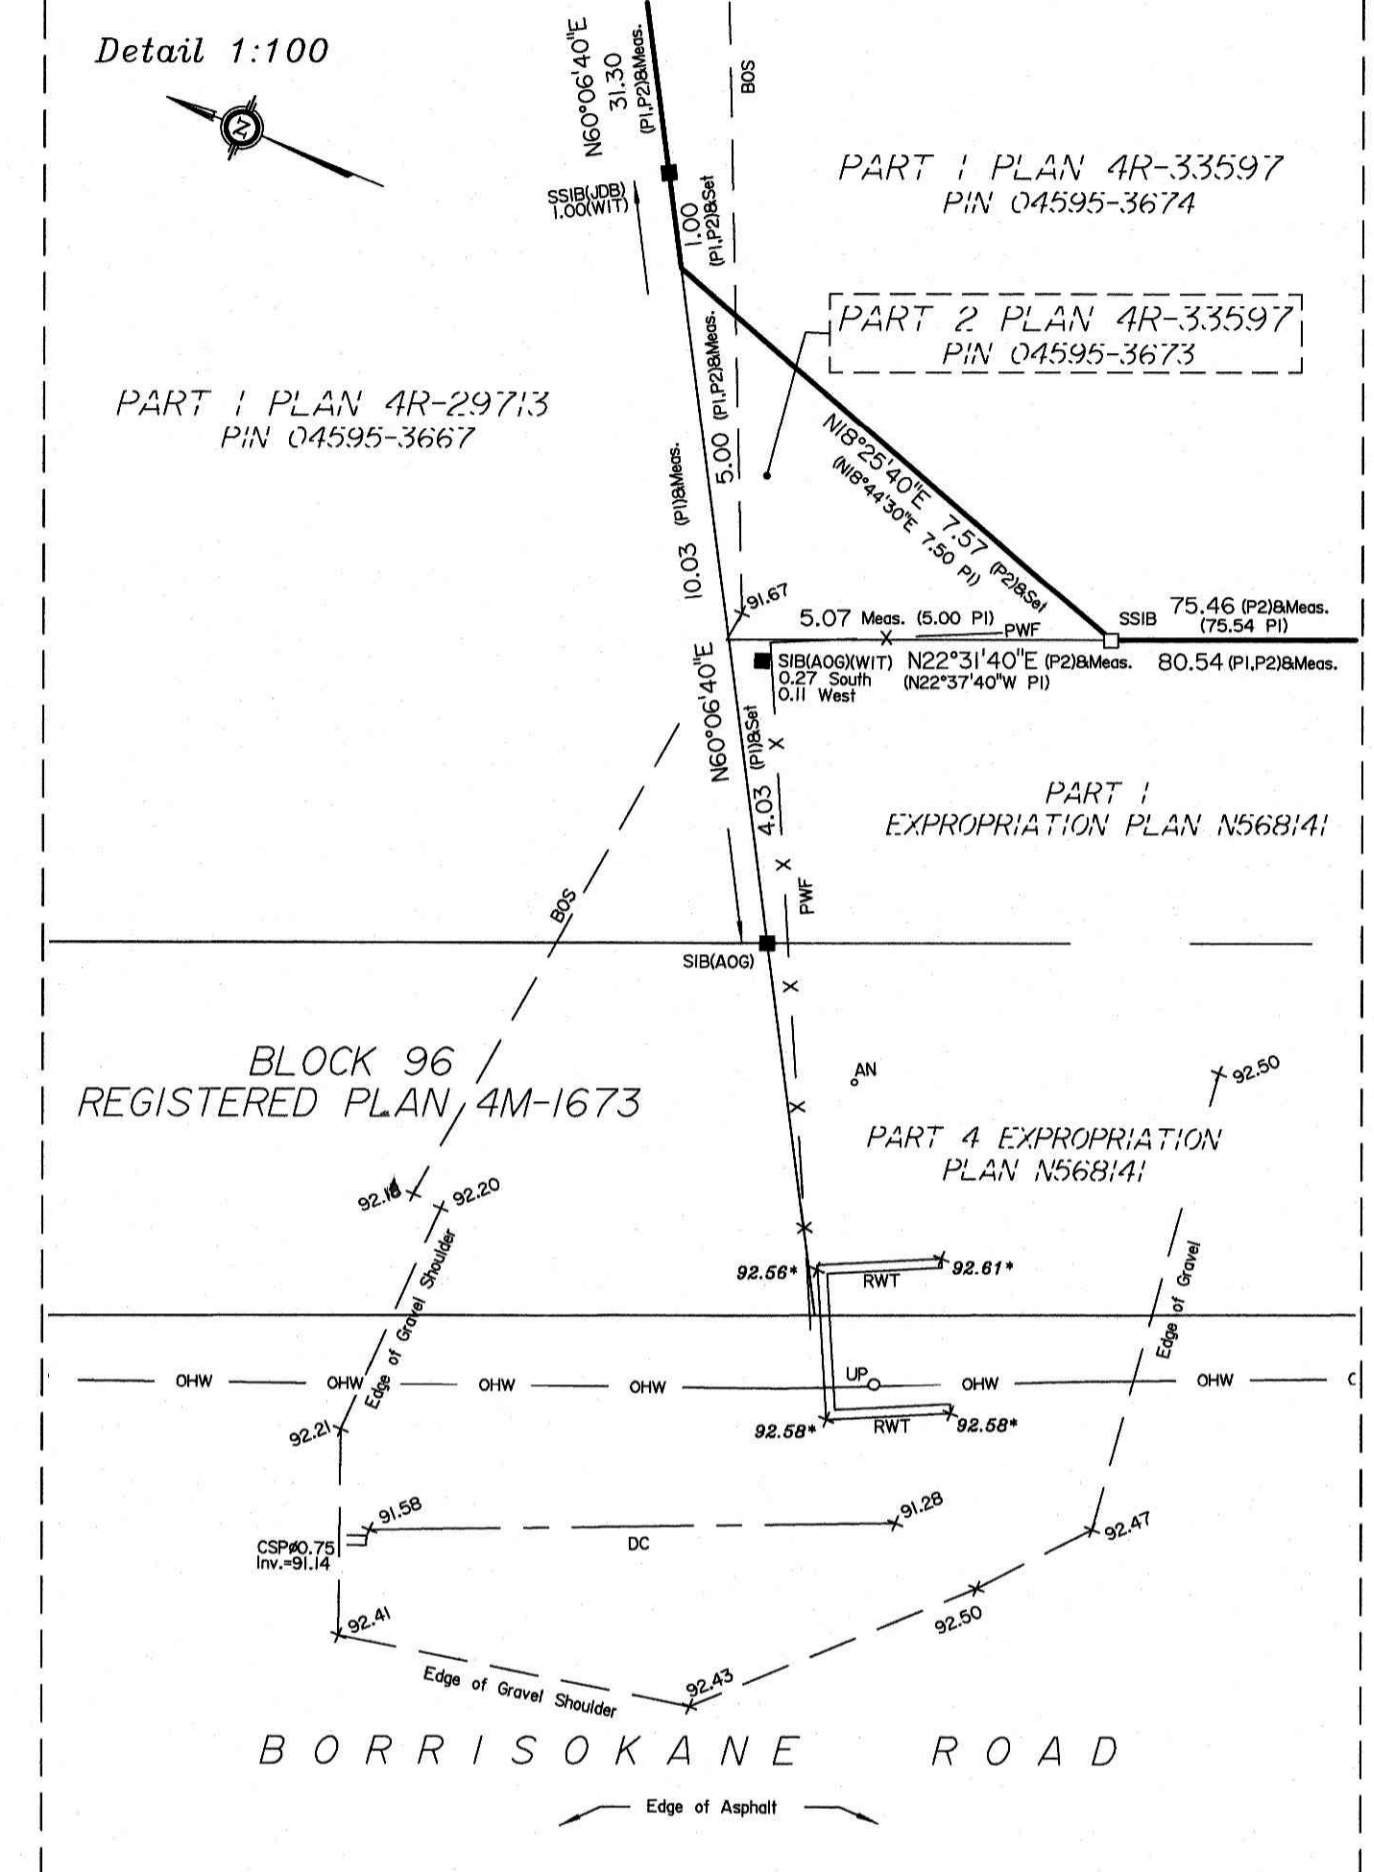 Detail 1:100
N
N60°06'40"E
31.30
(P1,P2)&Meas.
BOS
SSIB(JDB)
1.00(WIT)
1.00
(P1,P2)&Set
PART 1 PLAN 4R-33597
PIN 04595-3674
PART 2 PLAN 4R-33597
PIN 04595-3673
PART 1 PLAN 4R-29713
PIN 04595-3667
5.00 (P1,P2)&Meas.
10.03 (P1)&Meas.
N60°06'40"E
N18°25'40"E 7.57 (P2)&Set
(N18°44'30"E 7.50 P1)
91.67
5.07 Meas. (5.00 P1)
PWF
SSIB
75.46 (P2)&Meas.
(75.54 P1)
SIB(AOG)(WIT)
0.27 South
0.11 West
N22°31'40"E (P2)&Meas.
(N22°37'40"W P1)
80.54 (P1,P2)&Meas.
4.03 (P1)&Set
PART 1
EXPROPRIATION PLAN N568141
PWF
BOS
SIB(AOG)
BLOCK 96
REGISTERED PLAN 4M-1673
AN
92.50
PART 4 EXPROPRIATION
PLAN N568141
92.18
92.20
Edge of Gravel Shoulder
92.56*
RWT
92.61*
Edge of Gravel
OHW
OHW
OHW
OHW
UP
OHW
OHW
92.21
92.58*
RWT
92.58*
91.58
DC
91.28
92.47
CSPø0.75
Inv.=91.14
92.41
92.50
Edge of Gravel Shoulder
92.43
BORRISOKANE ROAD
Edge of Asphalt